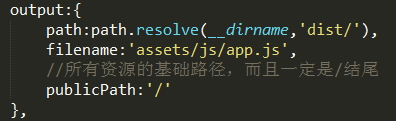 output:{
    path:path.resolve(__dirname,'dist/'),
    filename:'assets/js/app.js',
    //所有资源的基础路径，而且一定是/结尾
    publicPath:'/'
},